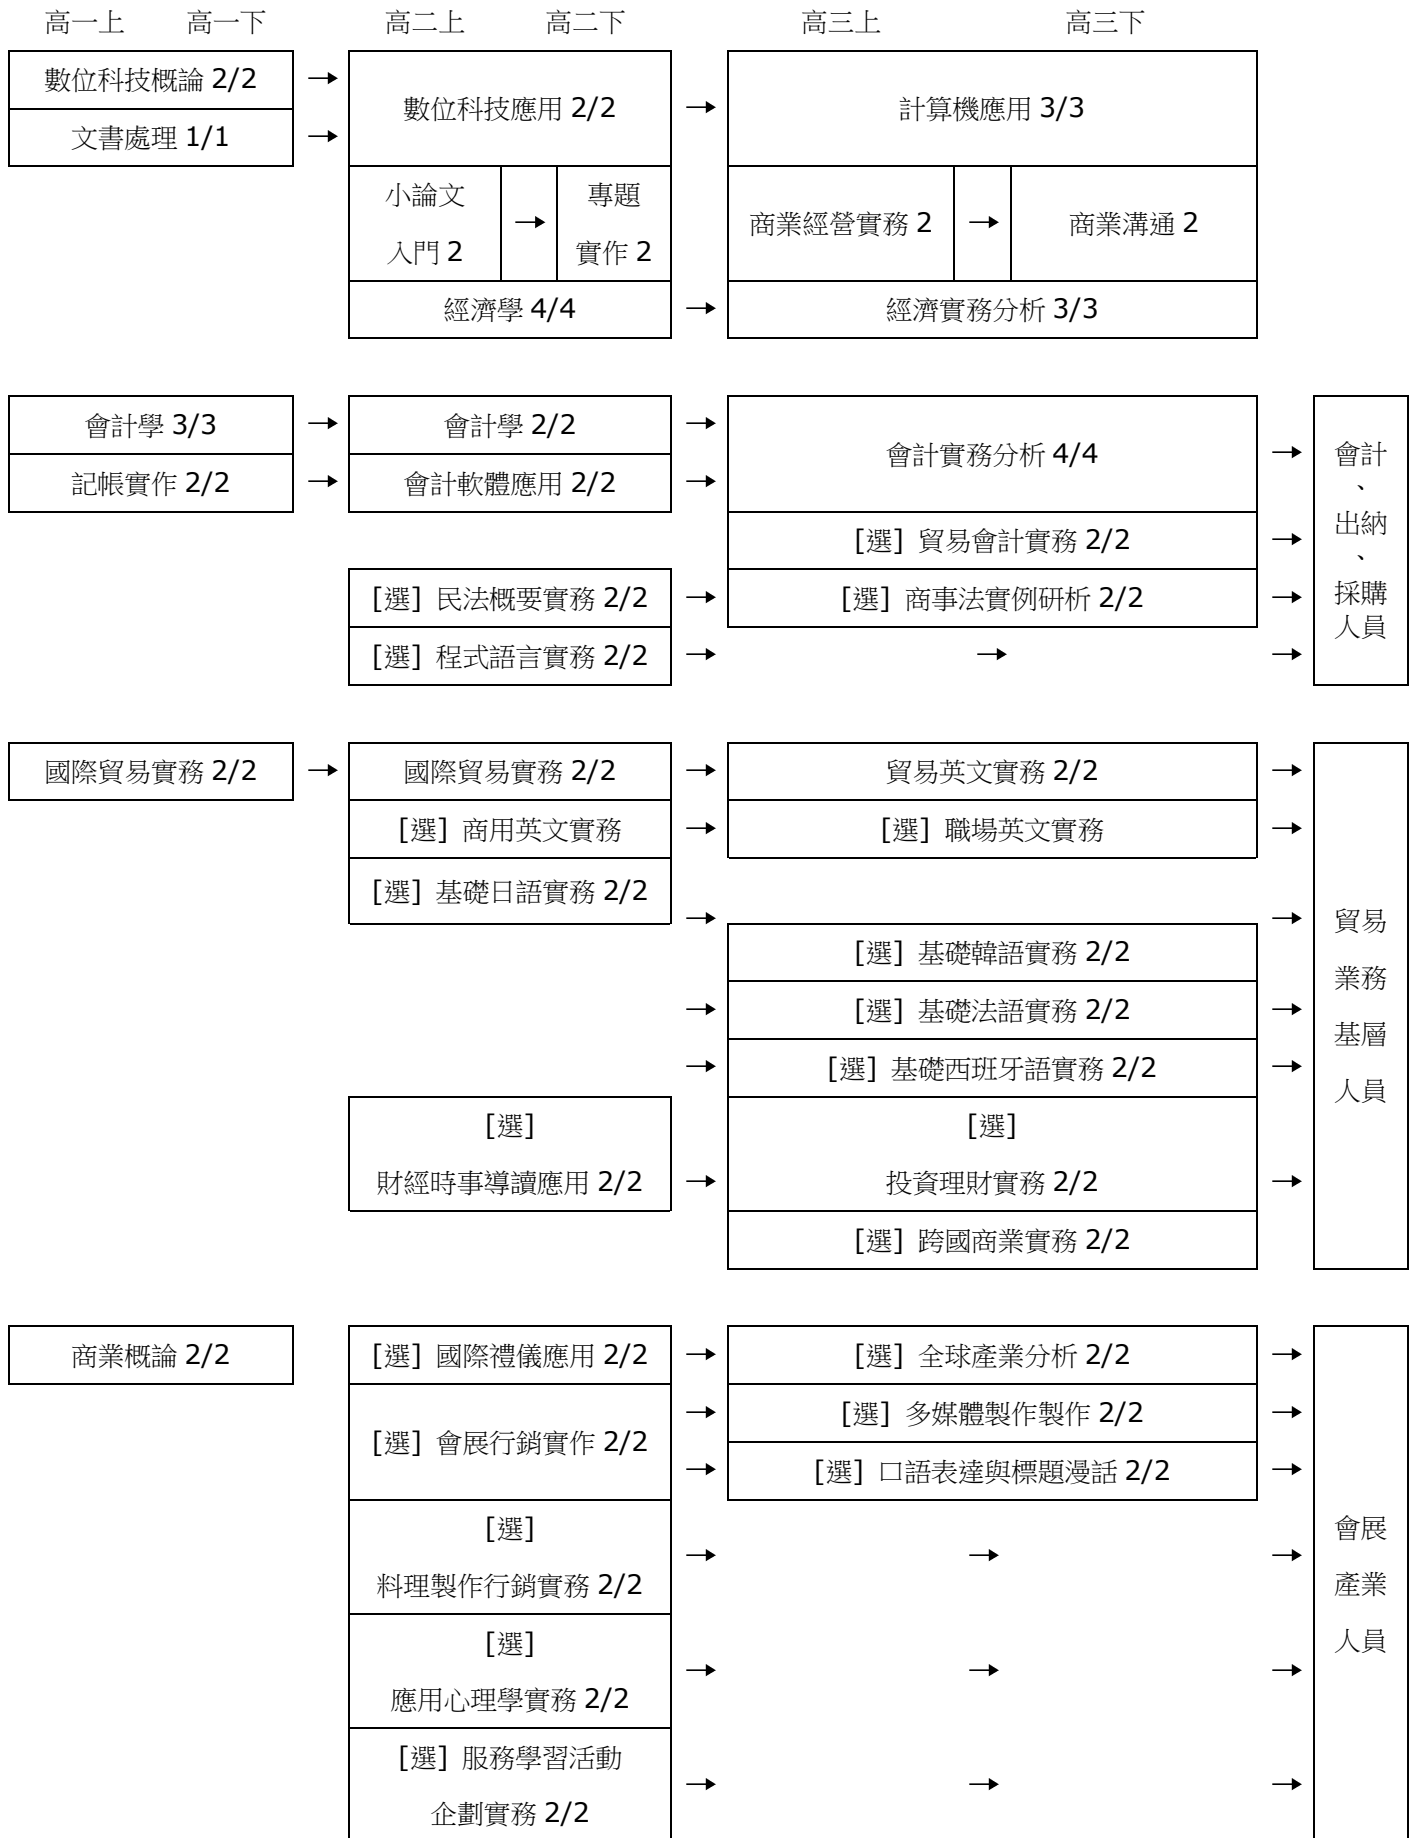 高一上 高一下 高二上 高二下 高三上 高三下
數位科技概論 2/2 →
文書處理 1/1 →
數位科技應用 2/2 → 計算機應用 3/3
小論文
入門 2
→
專題
實作 2
商業經營實務 2 → 商業溝通 2
經濟學 4/4 → 經濟實務分析 3/3
會計學 3/3 → 會計學 2/2 →
記帳實作 2/2 → 會計軟體應用 2/2 →
會計實務分析 4/4 →
[選] 貿易會計實務 2/2 →
[選] 民法概要實務 2/2 → [選] 商事法實例研析 2/2 →
[選] 程式語言實務 2/2 → → →
會計
、
出納
、
採購
人員
國際貿易實務 2/2 → 國際貿易實務 2/2 → 貿易英文實務 2/2 →
[選] 商用英文實務 → [選] 職場英文實務 →
[選] 基礎日語實務 2/2 → →
[選] 基礎韓語實務 2/2
→ [選] 基礎法語實務 2/2 →
→ [選] 基礎西班牙語實務 2/2 →
[選]
財經時事導讀應用 2/2 →
[選]
投資理財實務 2/2 →
[選] 跨國商業實務 2/2
貿易
業務
基層
人員
商業概論 2/2 [選] 國際禮儀應用 2/2 → [選] 全球產業分析 2/2 →
[選] 會展行銷實作 2/2
→ [選] 多媒體製作製作 2/2 →
→ [選] 口語表達與標題漫話 2/2 →
[選]
料理製作行銷實務 2/2
→ → →
[選]
應用心理學實務 2/2
→ → →
[選] 服務學習活動
企劃實務 2/2
→ → →
會展
產業
人員